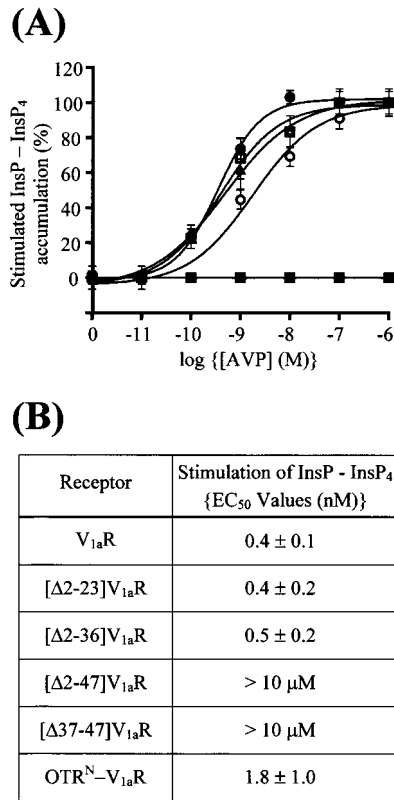 (A)
120
100
80
60
40
20
0
Stimulated InsP – InsP₄
accumulation (%)
0 -11 -10 -9 -8 -7 -6
log {[AVP] (M)}
(B)
Receptor
Stimulation of InsP - InsP₄
{EC₅₀ Values (nM)}
V₁ₐR 0.4 ± 0.1
[Δ2-23]V₁ₐR 0.4 ± 0.2
[Δ2-36]V₁ₐR 0.5 ± 0.2
[Δ2-47]V₁ₐR > 10 μM
[Δ37-47]V₁ₐR > 10 μM
OTRᴺ–V₁ₐR 1.8 ± 1.0